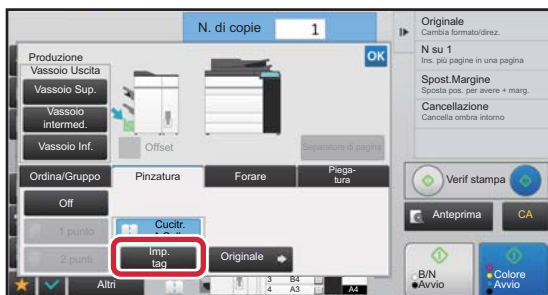 N. di copie
1
Produzione
OK
Vassoio Uscita
Vassoio Sup.
Vassoio
intermed.
Vassoio Inf.
Offset
Separatore di pagina
Ordina/Gruppo
Pinzatura
Forare
Piega-
tura
Off
1 punto
2 punti
Cucitr.
Imp.
tag
Originale
Altri
3 B4
4 A3
A4
Originale
Cambia formato/direz.
N su 1
Ins. più pagine in una pagina
Spost.Margine
Sposta pos. per avere + marg.
Cancellazione
Cancella ombra intorno
Verif stampa
Anteprima
CA
B/N
Avvio
Colore
Avvio